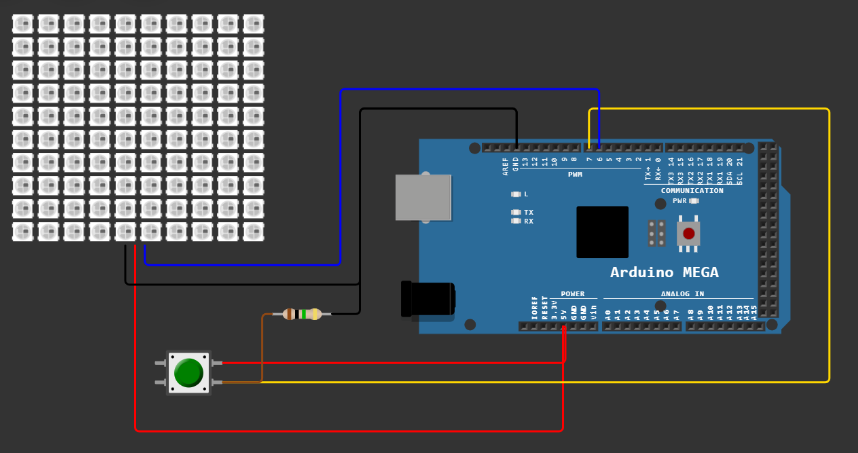 AREF
GND
13
12
11
10
9
8
7
6
5
4
3
2
TX→ 1
RX← 0
TX3 14
RX3 15
TX2 16
RX2 17
TX1 18
RX1 19
SDA 20
SCL 21
PWM
COMMUNICATION
L
PWR
TX
RX
Arduino MEGA
POWER
ANALOG IN
IOREF
RESET
3.3V
5V
GND
GND
Vin
A0
A1
A2
A3
A4
A5
A6
A7
A8
A9
A10
A11
A12
A13
A14
A15